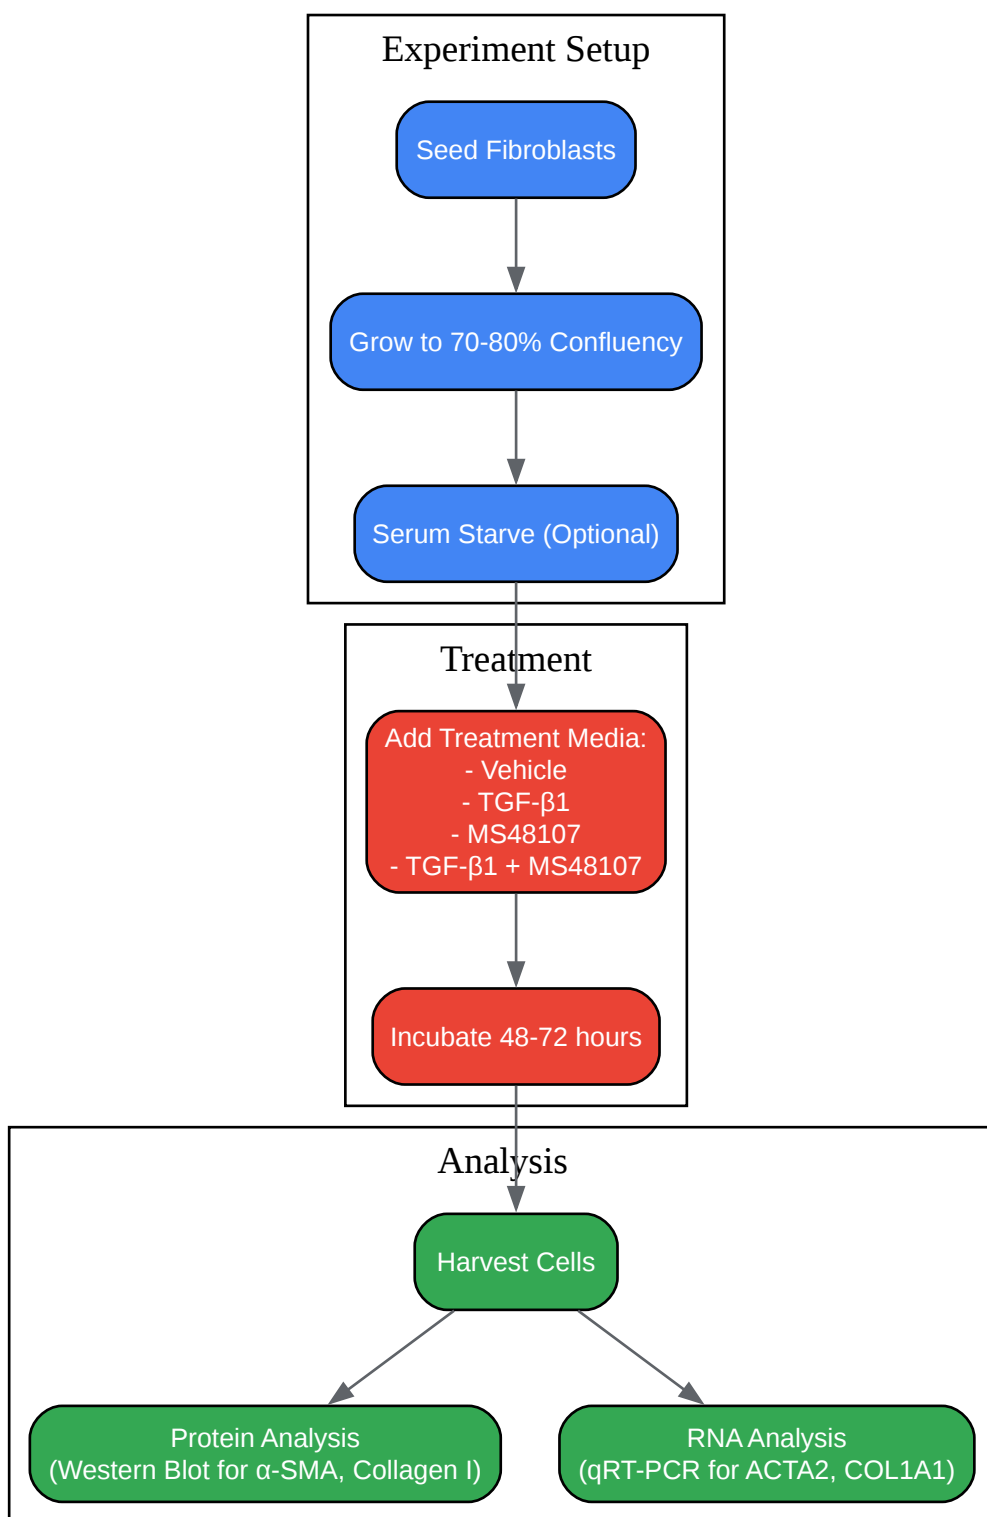 Experiment Setup
Seed Fibroblasts
Grow to 70-80% Confluency
Serum Starve (Optional)
Treatment
Add Treatment Media:
- Vehicle
- TGF-β1
- MS48107
- TGF-β1 + MS48107
Incubate 48-72 hours
Analysis
Harvest Cells
Protein Analysis
(Western Blot for α-SMA, Collagen I)
RNA Analysis
(qRT-PCR for ACTA2, COL1A1)